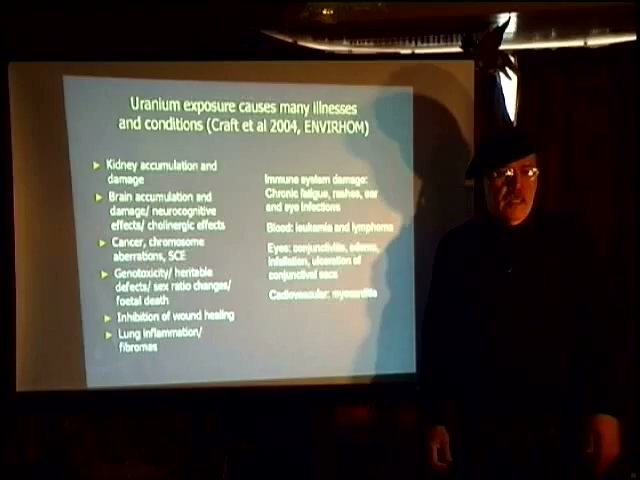 Uranium exposure causes many illnesses
and conditions (Craft et al 2004, ENVIRHOM)
Kidney accumulation and
damage
Brain accumulation and
damage/ neurocognitive
effects/ cholinergic effects
Cancer, chromosome
aberrations, SCE
Genotoxicity/ heritable
defects/ sex ratio changes/
foetal death
Inhibition of wound healing
Lung inflammation/
fibromas
Immune system damage:
Chronic fatigue, rashes, ear
and eye infections
Blood: leukemia and lymphoma
Eyes: conjunctivitis, edema,
ulceration of
conjunctival sacs
myocarditis